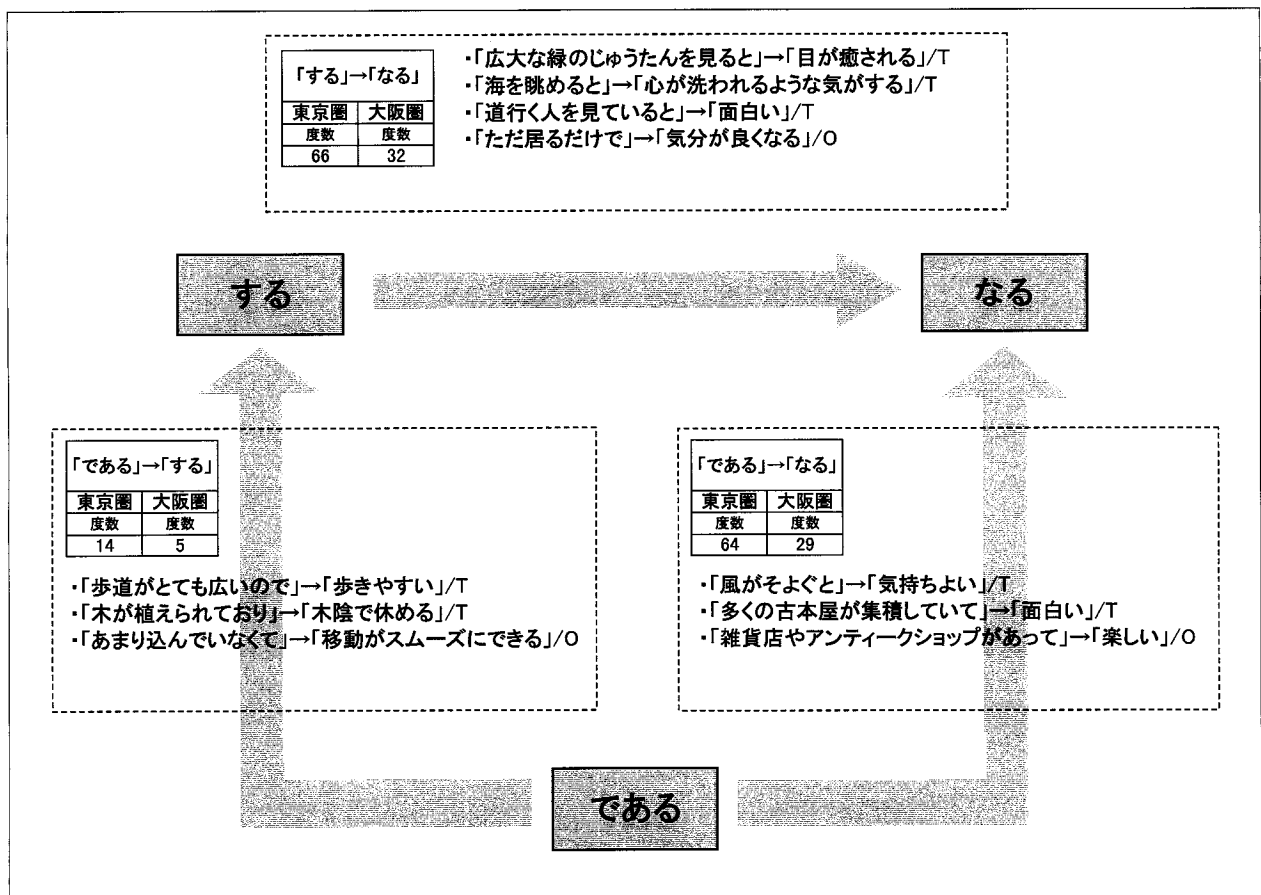 「する」→「なる」
東京圏 大阪圏
度数 度数
66 32
・「広大な緑のじゅうたんを見ると」→「目が癒される」/T
・「海を眺めると」→「心が洗われるような気がする」/T
・「道行く人を見ていると」→「面白い」/T
・「ただ居るだけで」→「気分が良くなる」/O
する
なる
「である」→「する」
東京圏 大阪圏
度数 度数
14 5
・「歩道がとても広いので」→「歩きやすい」/T
・「木が植えられており」→「木陰で休める」/T
・「あまり込んでいなくて」→「移動がスムーズにできる」/O
「である」→「なる」
東京圏 大阪圏
度数 度数
64 29
・「風がそよぐと」→「気持ちよい」/T
・「多くの古本屋が集積していて」→「面白い」/T
・「雑貨店やアンティークショップがあって」→「楽しい」/O
である